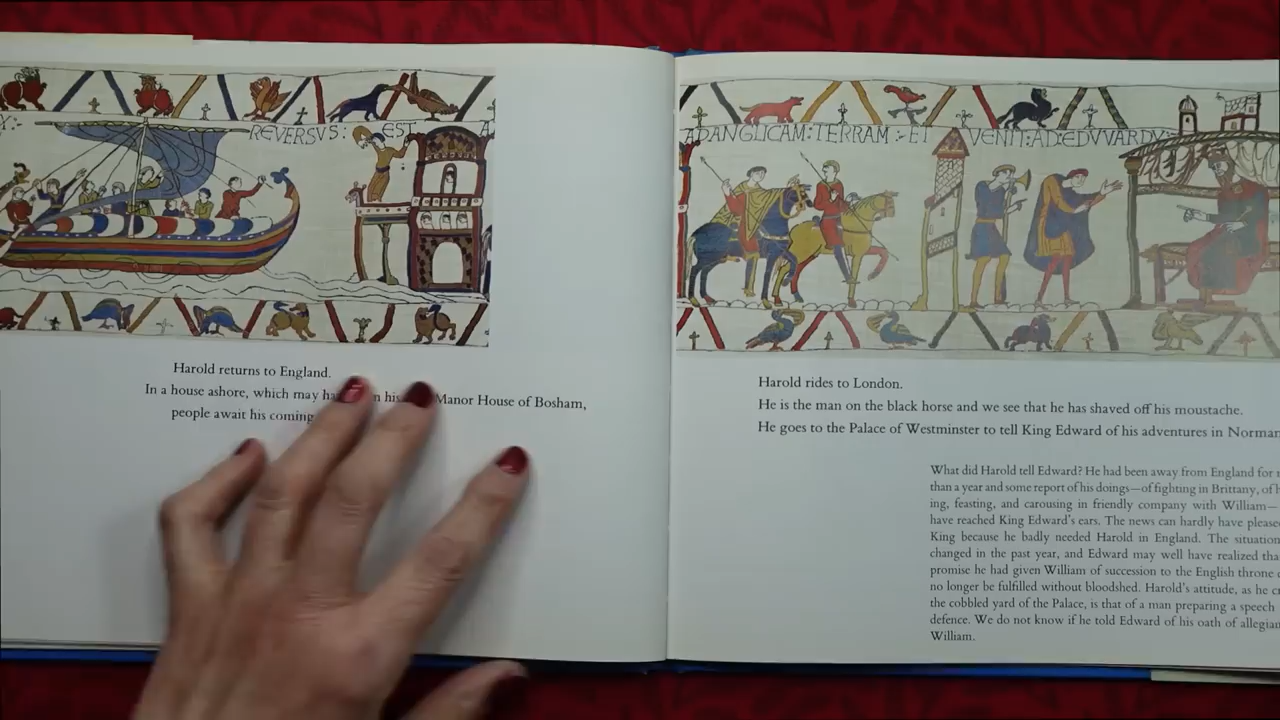 REVERSVS: EST
Harold returns to England.
In a house ashore, which may ha n his Manor House of Bosham,
people await his coming
AD ANGLICAM: TERRAM :- ET VENIT: AD: EDVVARDV
Harold rides to London.
He is the man on the black horse and we see that he has shaved off his moustache.
He goes to the Palace of Westminster to tell King Edward of his adventures in Norman
What did Harold tell Edward? He had been away from England for
than a year and some report of his doings—of fighting in Brittany, of
ing, feasting, and carousing in friendly company with William—
have reached King Edward's ears. The news can hardly have please
King because he badly needed Harold in England. The situation
changed in the past year, and Edward may well have realized tha
promise he had given William of succession to the English throne
no longer be fulfilled without bloodshed. Harold's attitude, as he c
the cobbled yard of the Palace, is that of a man preparing a speech
defence. We do not know if he told Edward of his oath of allegian
William.